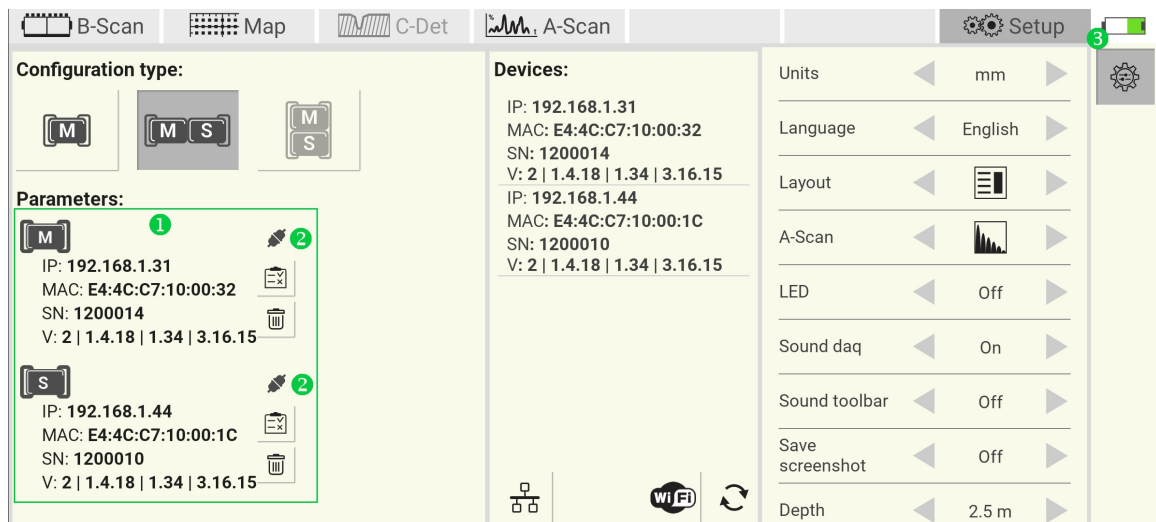 B-Scan
Map
C-Det
A-Scan
Setup
3
Configuration type:
M
M S
M
S
Parameters:
1
M
2
IP: 192.168.1.31
MAC: E4:4C:C7:10:00:32
SN: 1200014
V: 2 | 1.4.18 | 1.34 | 3.16.15
S
2
IP: 192.168.1.44
MAC: E4:4C:C7:10:00:1C
SN: 1200010
V: 2 | 1.4.18 | 1.34 | 3.16.15
Devices:
IP: 192.168.1.31
MAC: E4:4C:C7:10:00:32
SN: 1200014
V: 2 | 1.4.18 | 1.34 | 3.16.15
IP: 192.168.1.44
MAC: E4:4C:C7:10:00:1C
SN: 1200010
V: 2 | 1.4.18 | 1.34 | 3.16.15
Wi Fi
Units mm
Language English
Layout
A-Scan
LED Off
Sound daq On
Sound toolbar Off
Save
screenshot Off
Depth 2.5 m